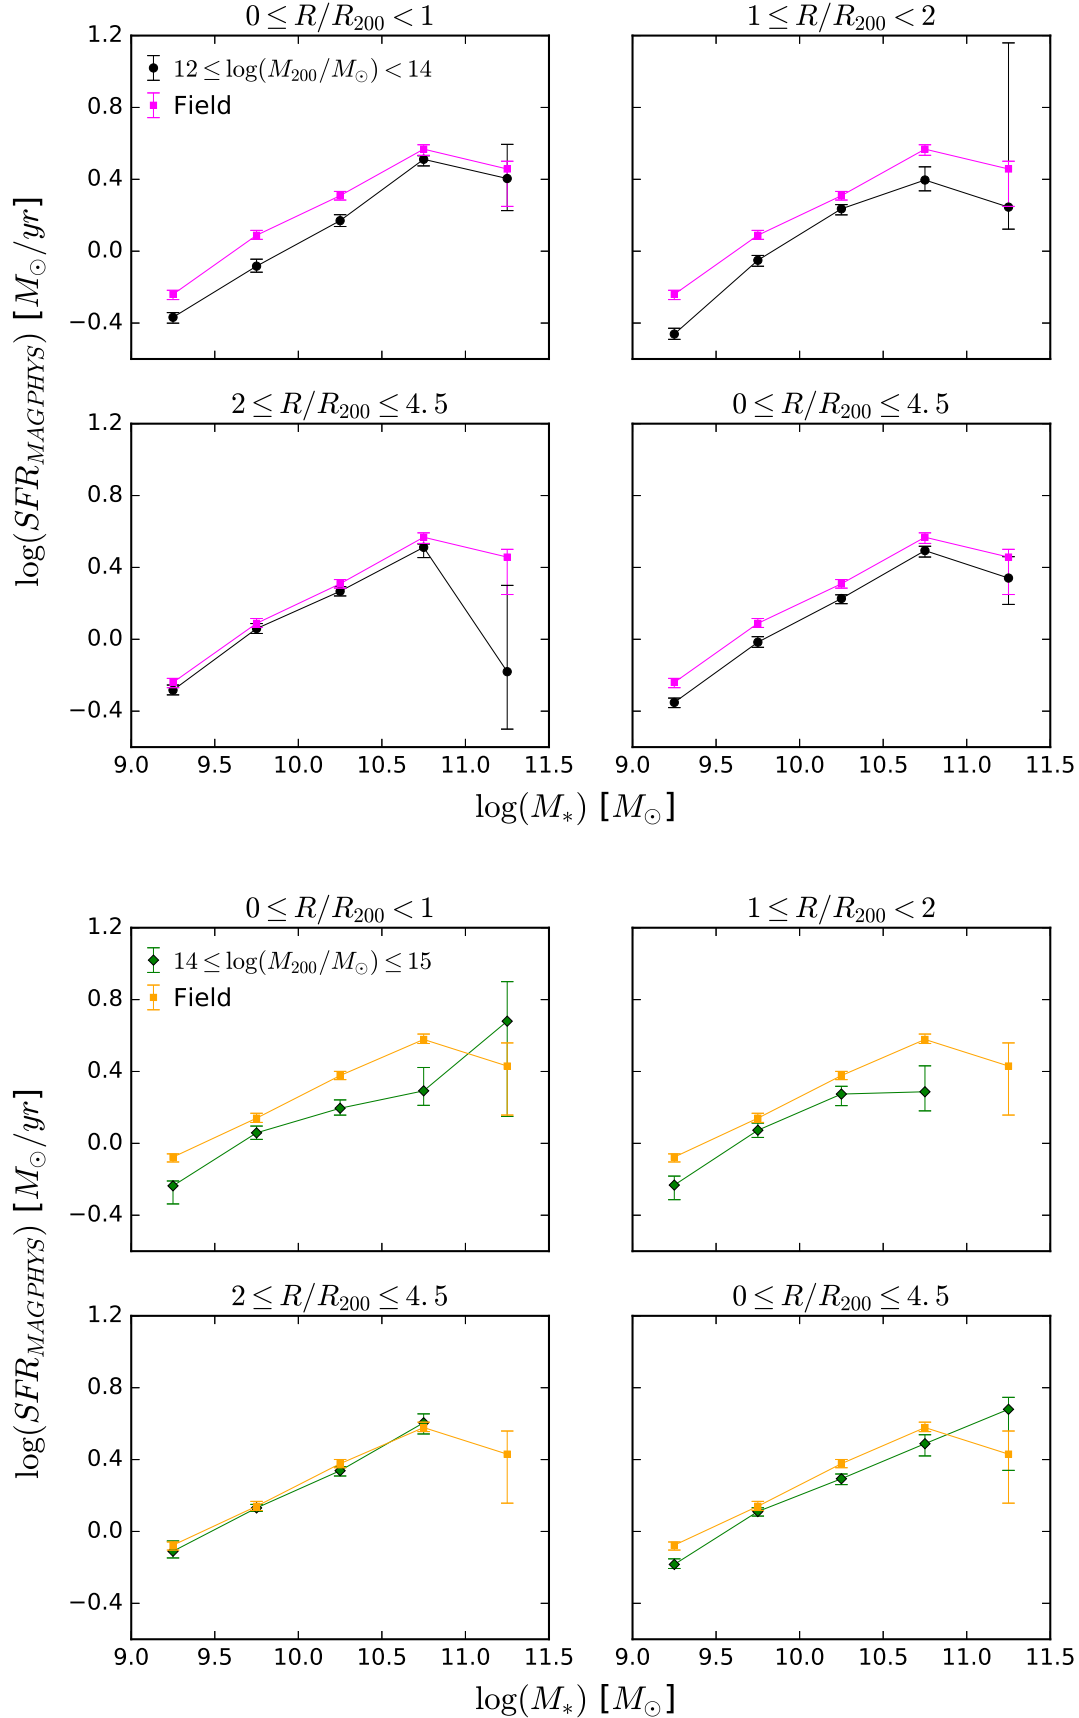 0 ≤ R/R₂₀₀ < 1
1 ≤ R/R₂₀₀ < 2
1.2
0.8
0.4
0.0
−0.4
12 ≤ log(M₂₀₀/M⊙) < 14
Field
log(SFR_MAGPHYS) [M⊙/yr]
2 ≤ R/R₂₀₀ ≤ 4.5
0 ≤ R/R₂₀₀ ≤ 4.5
1.2
0.8
0.4
0.0
−0.4
9.0 9.5 10.0 10.5 11.0 11.5
9.0 9.5 10.0 10.5 11.0 11.5
log(M∗) [M⊙]
0 ≤ R/R₂₀₀ < 1
1 ≤ R/R₂₀₀ < 2
1.2
0.8
0.4
0.0
−0.4
14 ≤ log(M₂₀₀/M⊙) ≤ 15
Field
log(SFR_MAGPHYS) [M⊙/yr]
2 ≤ R/R₂₀₀ ≤ 4.5
0 ≤ R/R₂₀₀ ≤ 4.5
1.2
0.8
0.4
0.0
−0.4
9.0 9.5 10.0 10.5 11.0 11.5
9.0 9.5 10.0 10.5 11.0 11.5
log(M∗) [M⊙]